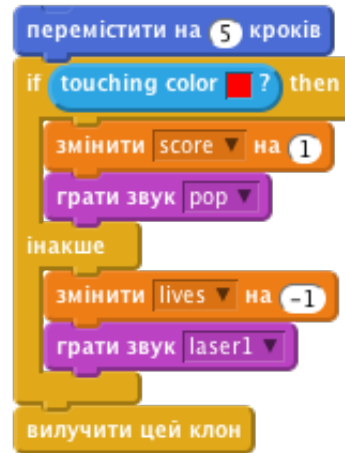 перемістити на 5 кроків
if touching color ? then
змінити score на 1
грати звук pop
інакше
змінити lives на -1
грати звук laser1
вилучити цей клон